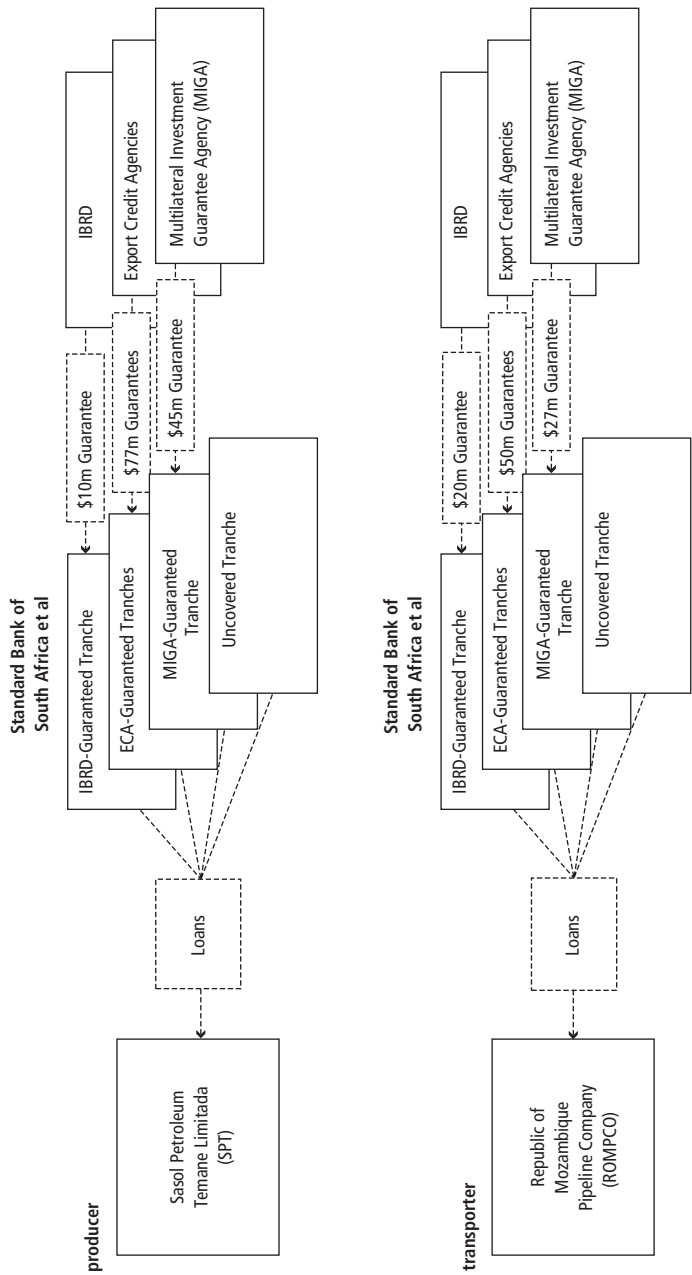 producer
Sasol Petroleum
Temane Limitada
(SPT)
Loans
Standard Bank of
South Africa et al
IBRD-Guaranteed Tranche
ECA-Guaranteed Tranches
MIGA-Guaranteed
Tranche
Uncovered Tranche
$10m Guarantee
$77m Guarantees
$45m Guarantee
IBRD
Export Credit Agencies
Multilateral Investment
Guarantee Agency (MIGA)
transporter
Republic of
Mozambique
Pipeline Company
(ROMPCO)
Loans
Standard Bank of
South Africa et al
IBRD-Guaranteed Tranche
ECA-Guaranteed Tranches
MIGA-Guaranteed
Tranche
Uncovered Tranche
$20m Guarantee
$50m Guarantees
$27m Guarantee
IBRD
Export Credit Agencies
Multilateral Investment
Guarantee Agency (MIGA)